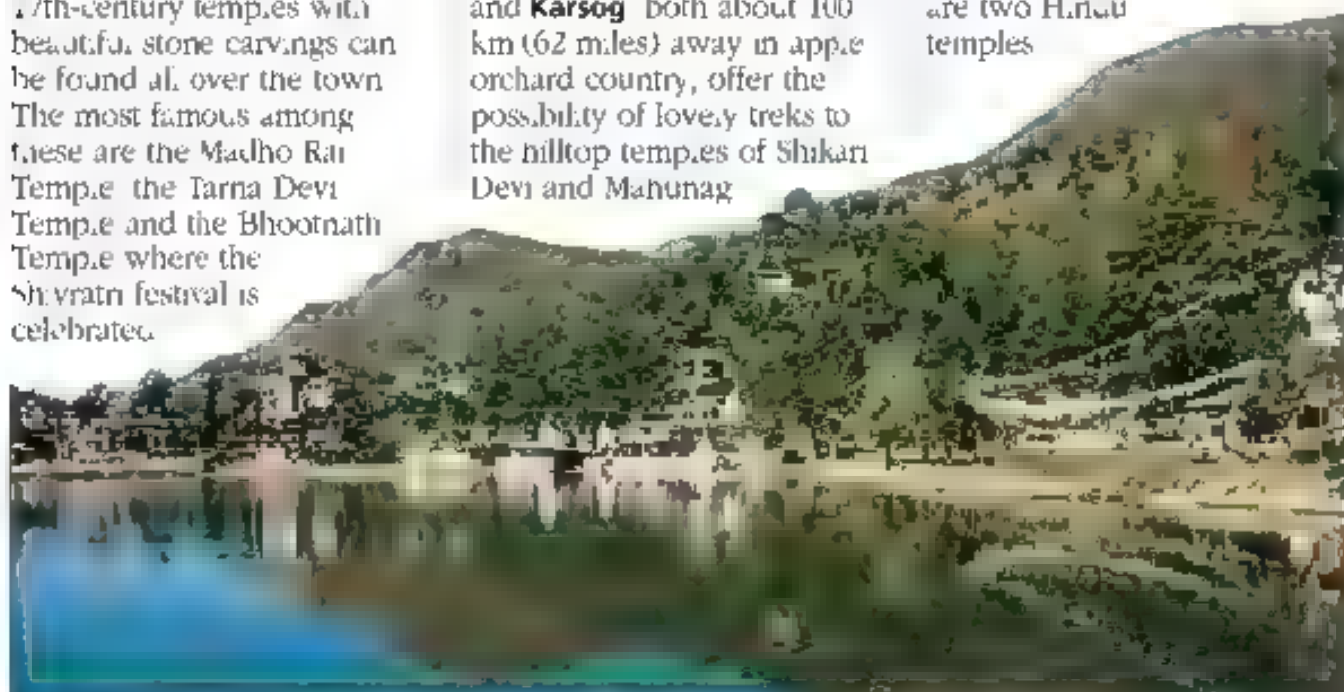 17th-century temples with
beautiful stone carvings can
be found all over the town
The most famous among
these are the Madho Rai
Temple the Tarna Devi
Temple and the Bhootnath
Temple where the
Shivratri festival is
celebrated
and Karsog both about 100
km (62 miles) away in apple
orchard country, offer the
possibility of lovely treks to
the hilltop temples of Shikari
Devi and Mahunag
are two Hindu
temples